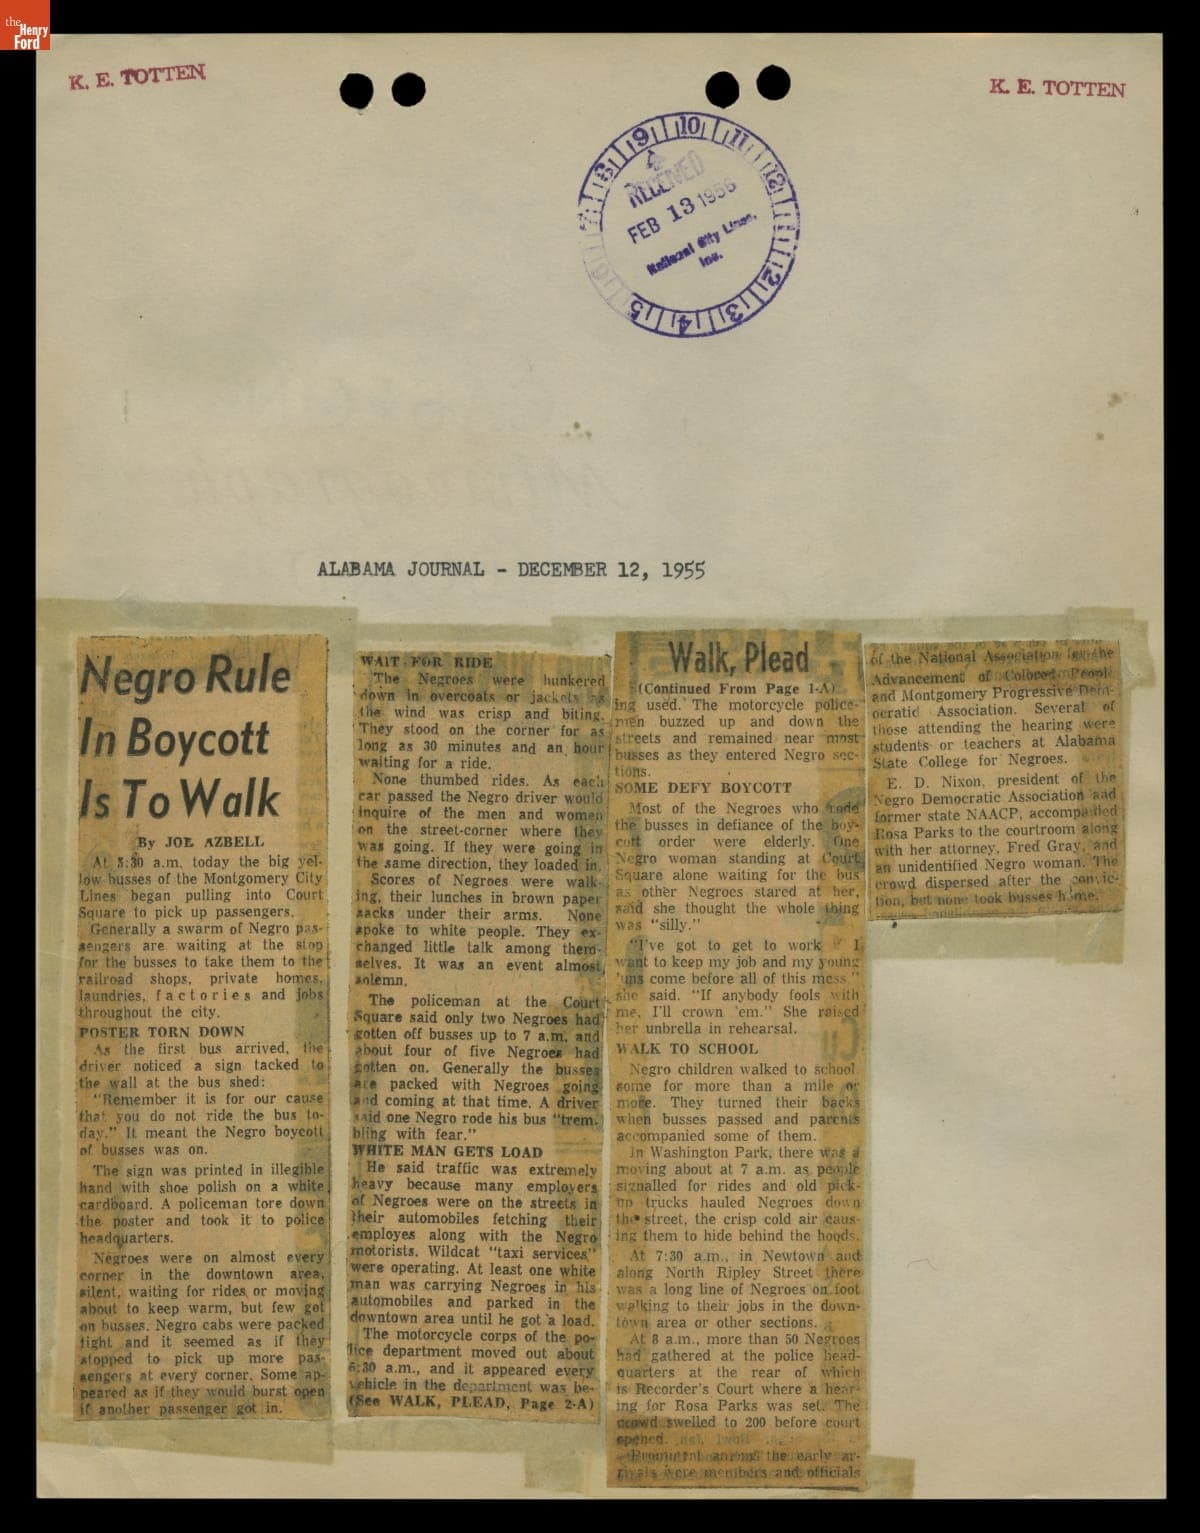 the
Henry
Ford
K. E. TOTTEN
K. E. TOTTEN
7 8 9 10 11 12 2 3 4 5 6
RECEIVED
FEB 13 1956
National City Lines,
Inc.
ALABAMA JOURNAL - DECEMBER 12, 1955
Negro Rule
In Boycott
Is To Walk
By JOE AZBELL
At 5:30 a.m. today the big yel-
low busses of the Montgomery City
Lines began pulling into Court
Square to pick up passengers.
Generally a swarm of Negro pas-
sengers are waiting at the stop
for the busses to take them to the
railroad shops, private homes,
laundries, factories and jobs
throughout the city.
POSTER TORN DOWN
As the first bus arrived, the
driver noticed a sign tacked to
the wall at the bus shed:
"Remember it is for our cause
that you do not ride the bus to-
day." It meant the Negro boycott
of busses was on.
The sign was printed in illegible
hand with shoe polish on a white
cardboard. A policeman tore down
the poster and took it to police
headquarters.
Negroes were on almost every
corner in the downtown area,
silent, waiting for rides or moving
about to keep warm, but few got
on busses. Negro cabs were packed
tight and it seemed as if they
stopped to pick up more pas-
sengers at every corner. Some ap-
peared as if they would burst open
if another passenger got in.
WAIT FOR RIDE
The Negroes were hunkered
down in overcoats or jackets as
the wind was crisp and biting.
They stood on the corner for as
long as 30 minutes and an hour
waiting for a ride.
None thumbed rides. As each
car passed the Negro driver would
inquire of the men and women
on the street-corner where they
was going. If they were going in
the same direction, they loaded in.
Scores of Negroes were walk-
ing, their lunches in brown paper
sacks under their arms. None
spoke to white people. They ex-
changed little talk among them-
selves. It was an event almost
solemn.
The policeman at the Court
Square said only two Negroes had
gotten off busses up to 7 a.m. and
about four of five Negroes had
gotten on. Generally the busses
are packed with Negroes going
and coming at that time. A driver
said one Negro rode his bus "trem-
bling with fear."
WHITE MAN GETS LOAD
He said traffic was extremely
heavy because many employers
of Negroes were on the streets in
their automobiles fetching their
employes along with the Negro
motorists. Wildcat "taxi services"
were operating. At least one white
man was carrying Negroes in his
automobiles and parked in the
downtown area until he got a load.
The motorcycle corps of the po-
lice department moved out about
5:30 a.m., and it appeared every
vehicle in the department was be-
(See WALK, PLEAD, Page 2-A)
Walk, Plead
(Continued From Page 1-A)
ing used. The motorcycle police-
men buzzed up and down the
streets and remained near most
busses as they entered Negro sec-
tions.
SOME DEFY BOYCOTT
Most of the Negroes who rode
the busses in defiance of the boy-
cott order were elderly. One
Negro woman standing at Court
Square alone waiting for the bus
as other Negroes stared at her,
said she thought the whole thing
was "silly."
"I've got to get to work if I
want to keep my job and my young
'uns come before all of this mess,"
she said. "If anybody fools with
me, I'll crown 'em." She raised
her unbrella in rehearsal.
WALK TO SCHOOL
Negro children walked to school
some for more than a mile or
more. They turned their backs
when busses passed and parents
accompanied some of them.
In Washington Park, there was a
moving about at 7 a.m. as people
signalled for rides and old pick-
up trucks hauled Negroes down
the street, the crisp cold air caus-
ing them to hide behind the hoods.
At 7:30 a.m., in Newtown and
along North Ripley Street there
was a long line of Negroes on foot
walking to their jobs in the down-
town area or other sections.
At 8 a.m., more than 50 Negroes
had gathered at the police head-
quarters at the rear of which
is Recorder's Court where a hear-
ing for Rosa Parks was set. The
crowd swelled to 200 before court
opened.
Prominent among the early ar-
rivals were members and officials
of the National Association for the
Advancement of Colored People
and Montgomery Progressive Dem-
ocratic Association. Several of
those attending the hearing were
students or teachers at Alabama
State College for Negroes.
E. D. Nixon, president of the
Negro Democratic Association and
former state NAACP, accompanied
Rosa Parks to the courtroom along
with her attorney, Fred Gray, and
an unidentified Negro woman. The
crowd dispersed after the convic-
tion, but none took busses home.